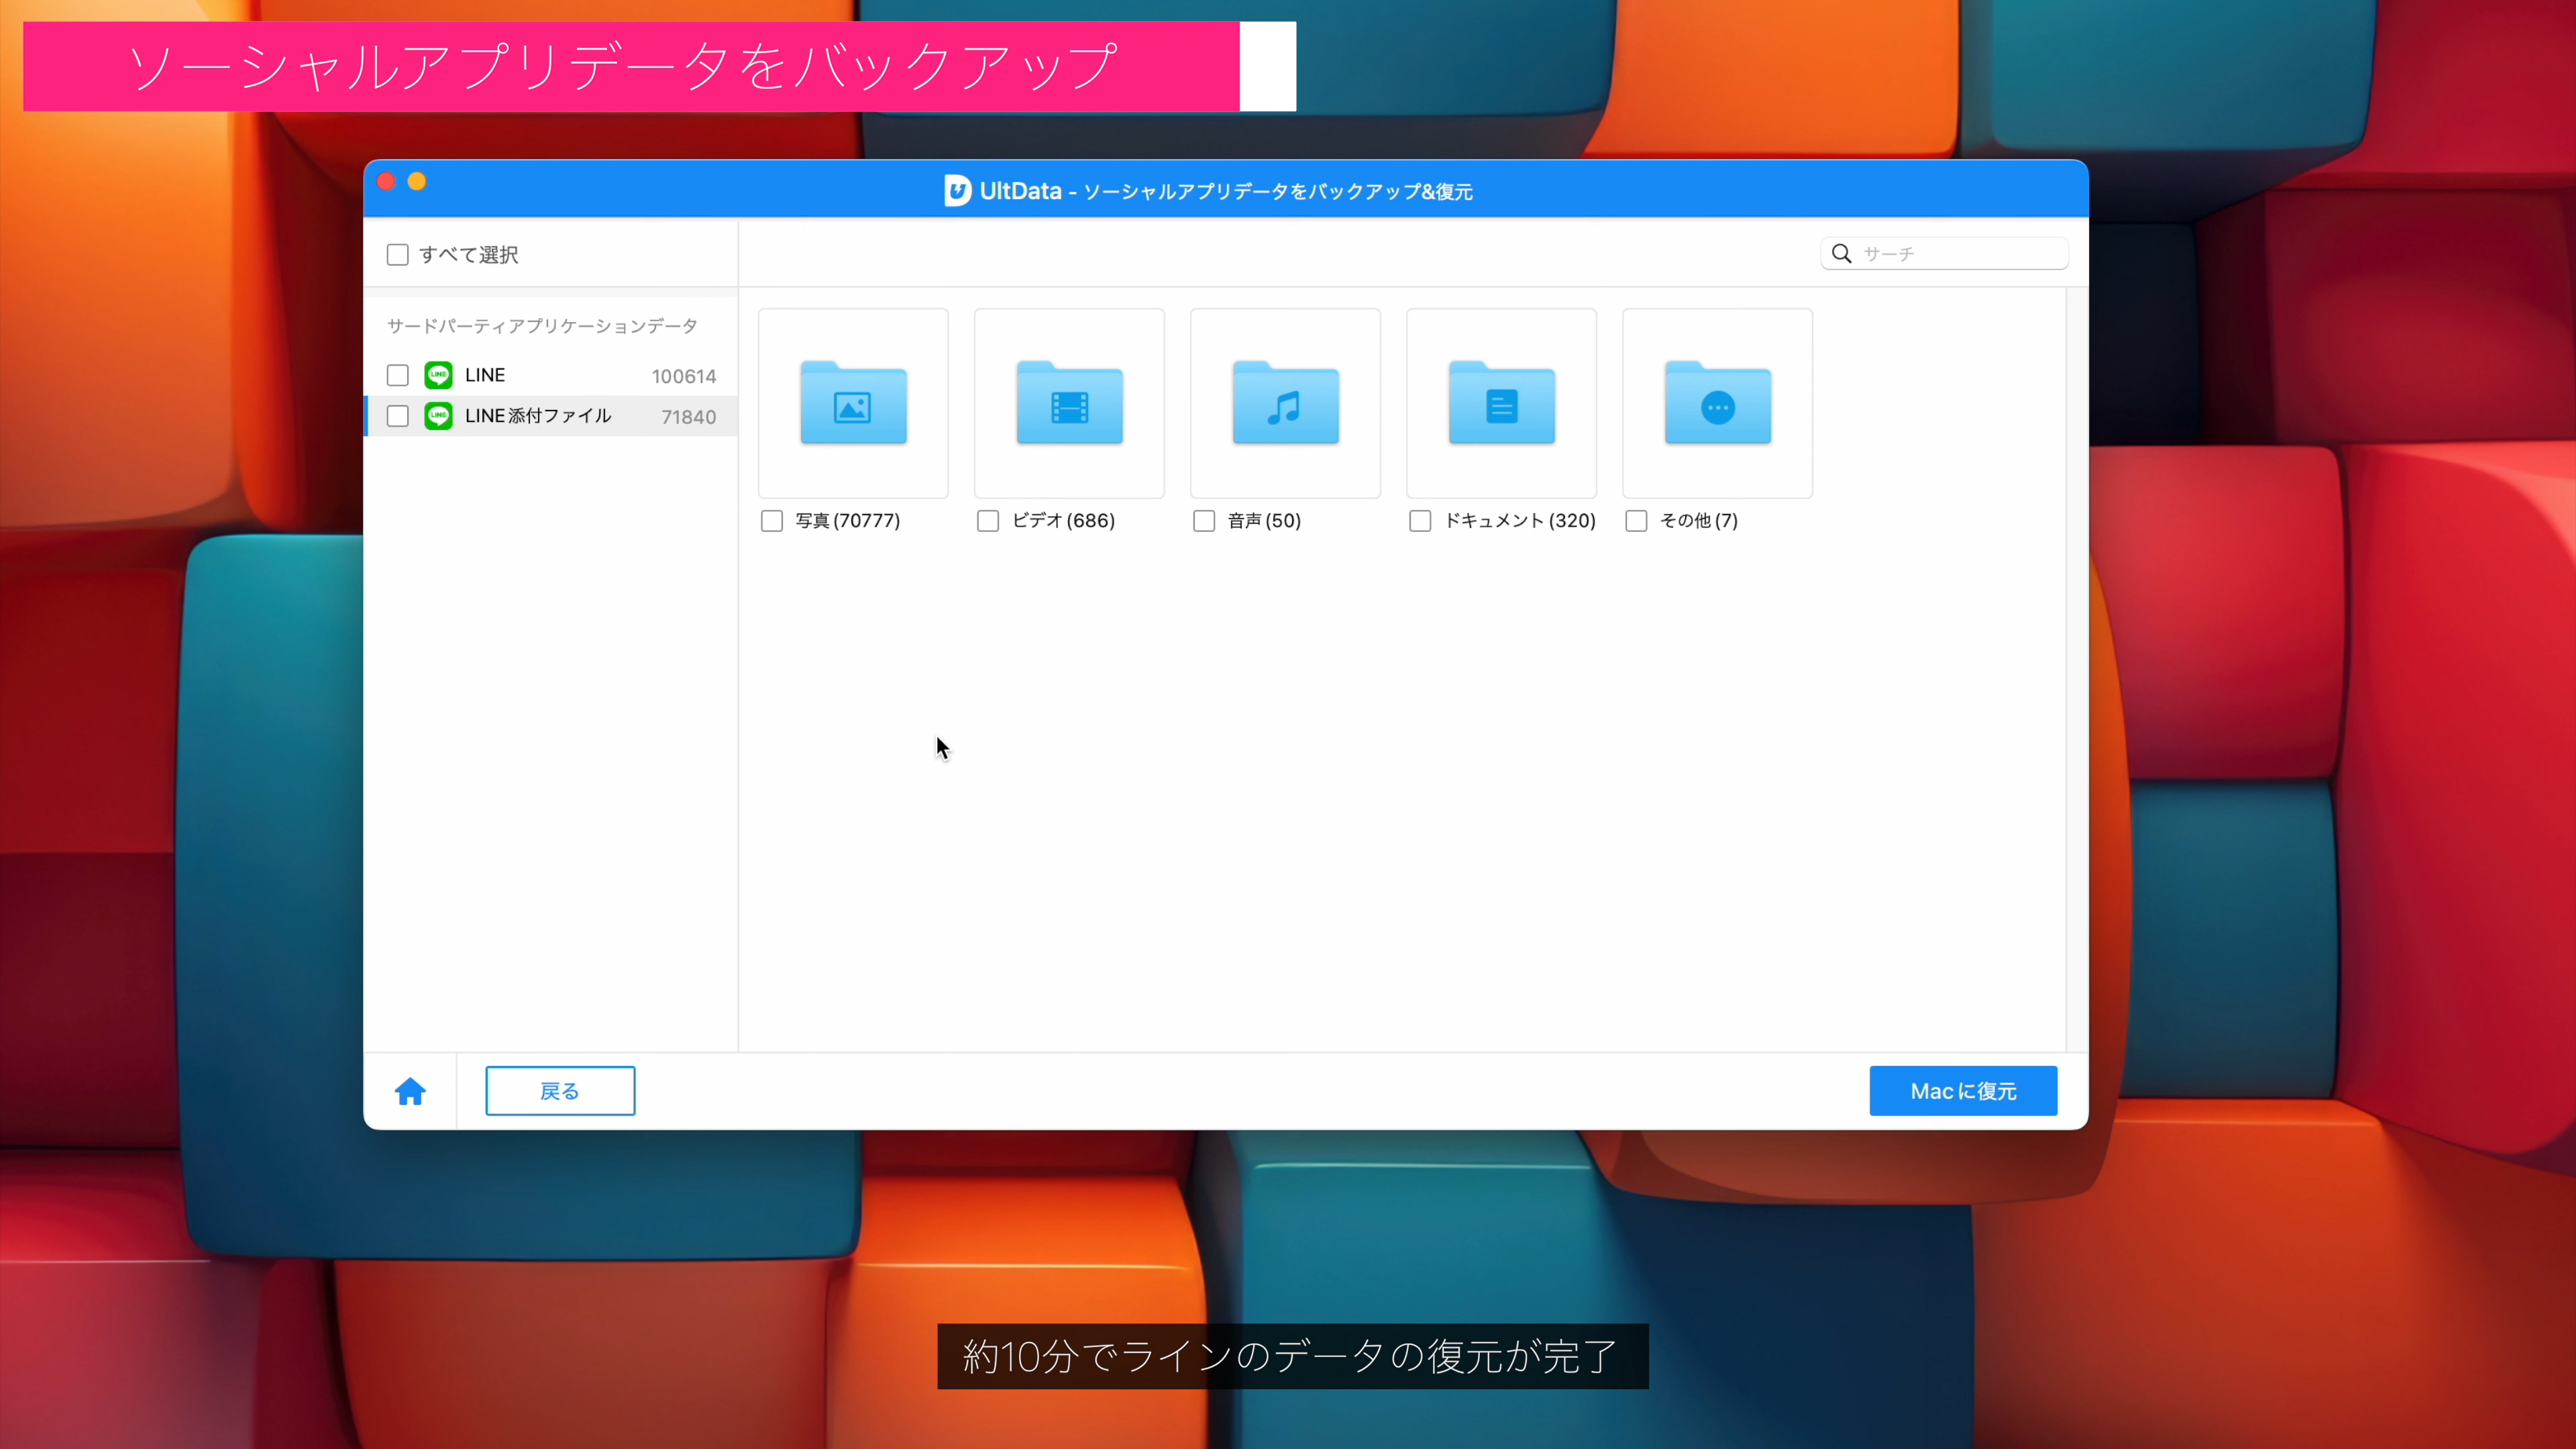 ソーシャルアプリデータをバックアップ
UltData - ソーシャルアプリデータをバックアップ&復元
すべて選択
サーチ
サードパーティアプリケーションデータ
LINE 100614
LINE添付ファイル 71840
写真 (70777)
ビデオ (686)
音声 (50)
ドキュメント (320)
その他 (7)
戻る
Macに復元
約10分でラインのデータの復元が完了